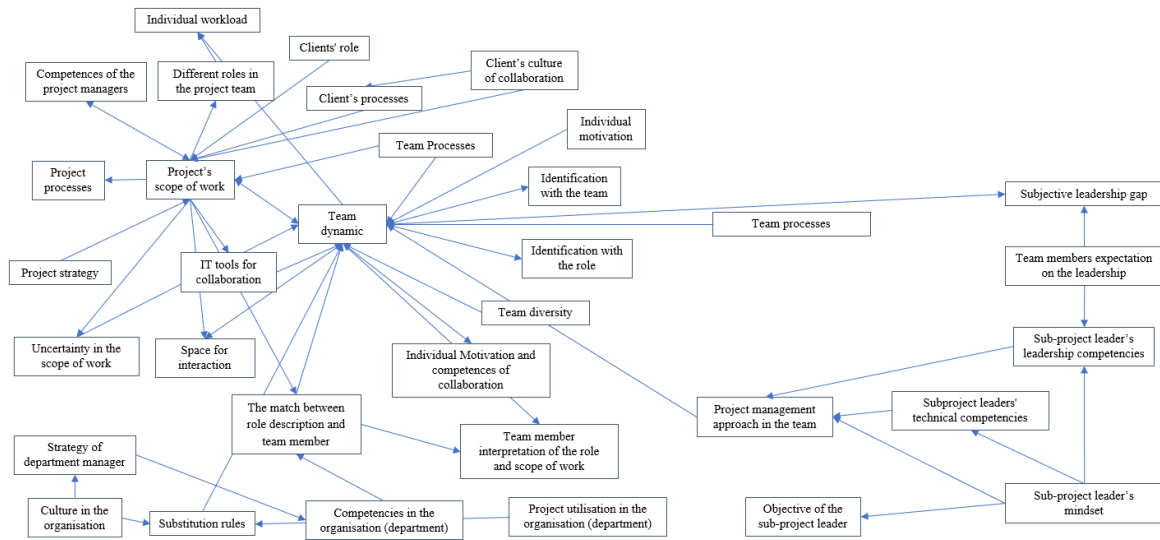 Individual workload
Clients' role
Competences of the
project managers
Different roles in
the project team
Client's culture
of collaboration
Client's processes
Individual
motivation
Team Processes
Project
processes
Project's
scope of work
Identification
with the team
Subjective leadership gap
Team
dynamic
Team processes
Identification with
the role
Team members expectation
on the leadership
Project strategy
IT tools for
collaboration
Team diversity
Uncertainty in the
scope of work
Space for
interaction
Individual Motivation and
competences of
collaboration
Sub-project leader's
leadership competencies
The match between
role description and
team member
Project management
approach in the team
Subproject leaders'
technical competencies
Strategy of
department manager
Team member
interpretation of the role
and scope of work
Culture in the
organisation
Substitution rules
Competencies in the
organisation (department)
Project utilisation in the
organisation (department)
Objective of the
sub-project leader
Sub-project leader's
mindset